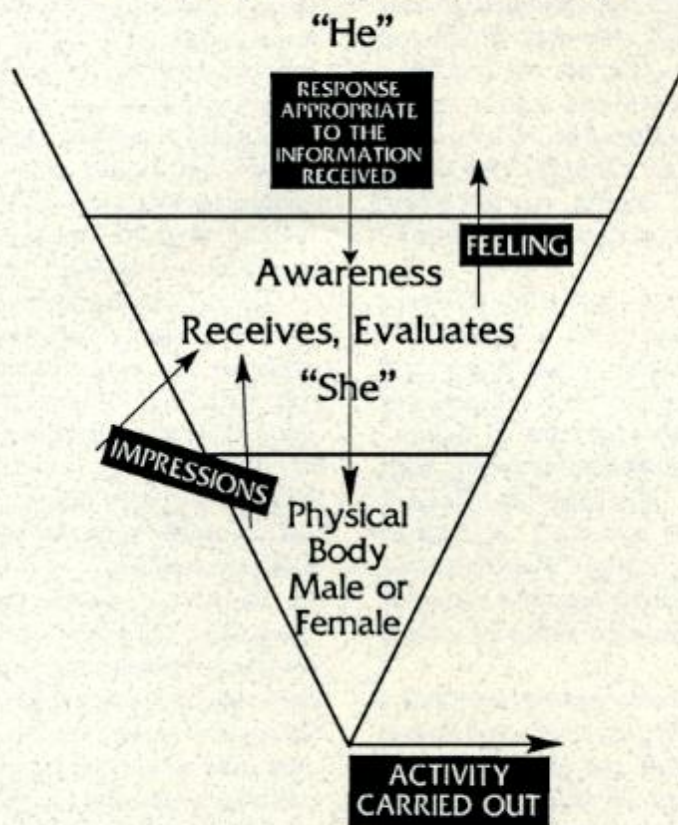 “He”
RESPONSE
APPROPRIATE
TO THE
INFORMATION
RECEIVED
FEELING
Awareness
Receives, Evaluates
“She”
IMPRESSIONS
Physical
Body
Male or
Female
ACTIVITY
CARRIED OUT